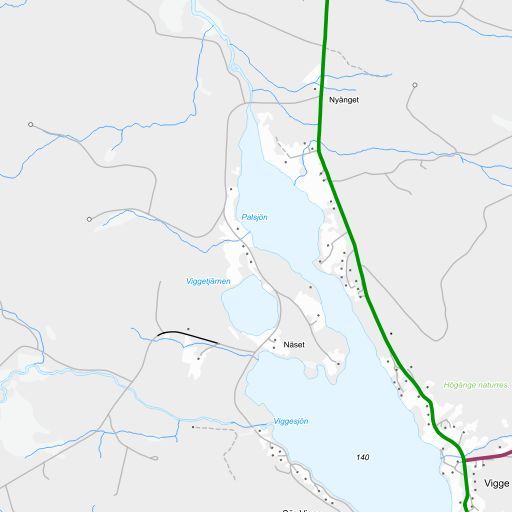 Nyänget
Palsjön
Viggetjärnen
Näset
Högänge naturres.
Viggesjön
140
Vigge